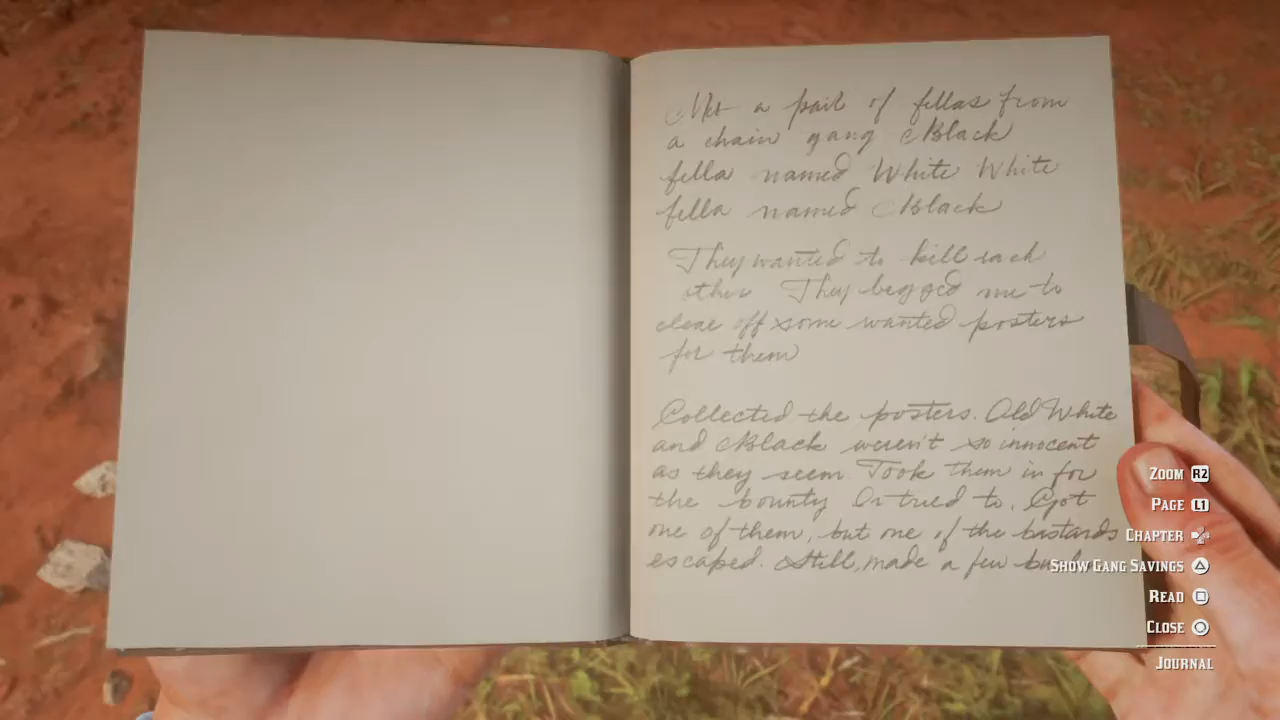 Met a pair of fellas from
a chain gang Black
fella named White White
fella named Black
They wanted to kill each
other They begged me to
clear off some wanted posters
for them
Collected the posters. Old White
and Black weren't so innocent
as they seem Took them in for
the bounty Or tried to. Got
one of them, but one of the bastards
escaped. Still, made a few
ZOOM R2
PAGE L1
CHAPTER
SHOW GANG SAVINGS
READ
CLOSE
JOURNAL